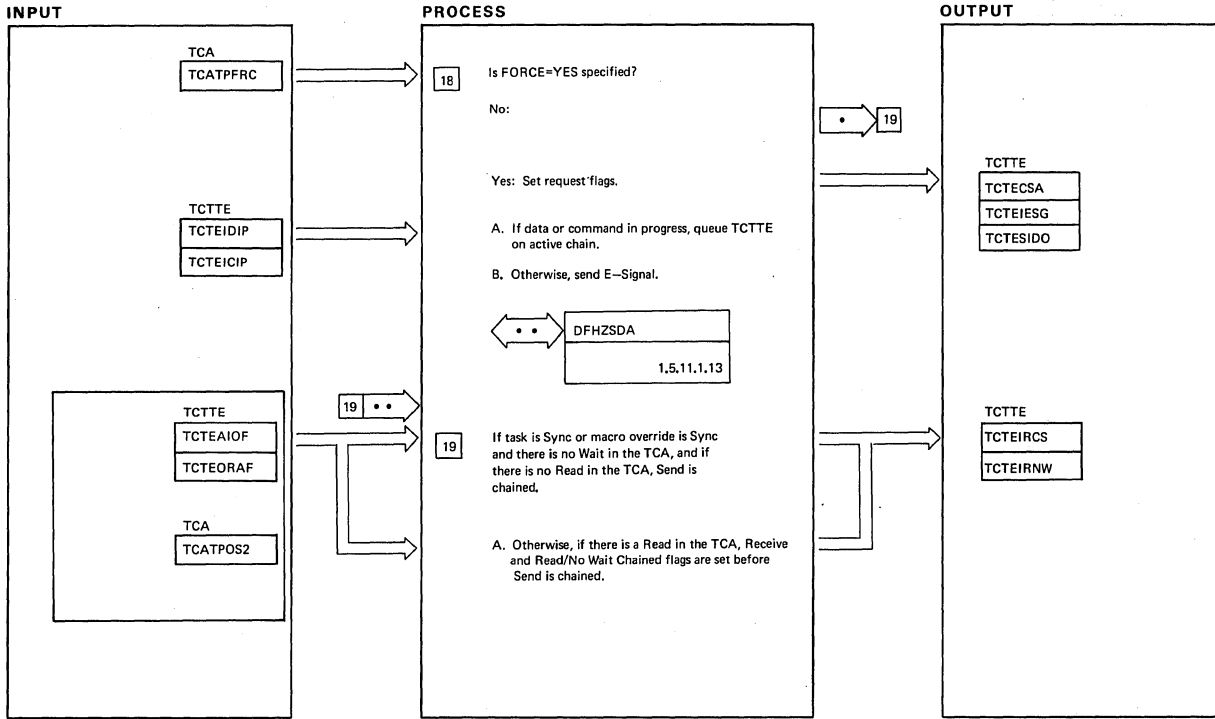 INPUT
PROCESS
OUTPUT
TCA
TCATPFRC
18
Is FORCE=YES specified?
No:
• 19
Yes: Set request flags.
TCTTE
TCTECSA
TCTEIESG
TCTESIDO
TCTTE
TCTEIDIP
TCTEICIP
A. If data or command in progress, queue TCTTE
on active chain.
B. Otherwise, send E—Signal.
• • DFHZSDA
1.5.11.1.13
19 • •
TCTTE
TCTEAIOF
TCTEORAF
19
If task is Sync or macro override is Sync
and there is no Wait in the TCA, and if
there is no Read in the TCA, Send is
chained.
TCTTE
TCTEIRCS
TCTEIRNW
TCA
TCATPOS2
A. Otherwise, if there is a Read in the TCA, Receive
and Read/No Wait Chained flags are set before
Send is chained.